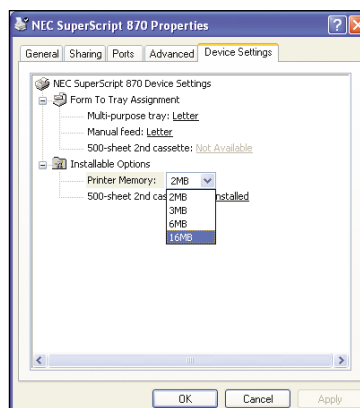 NEC SuperScript 870 Properties
General Sharing Ports Advanced Device Settings
NEC SuperScript 870 Device Settings
Form To Tray Assignment
Multi-purpose tray: Letter
Manual feed: Letter
500-sheet 2nd cassette: Not Available
Installable Options
Printer Memory: 2MB
2MB
500-sheet 2nd cas nstalled
3MB
6MB
16MB
OK Cancel Apply